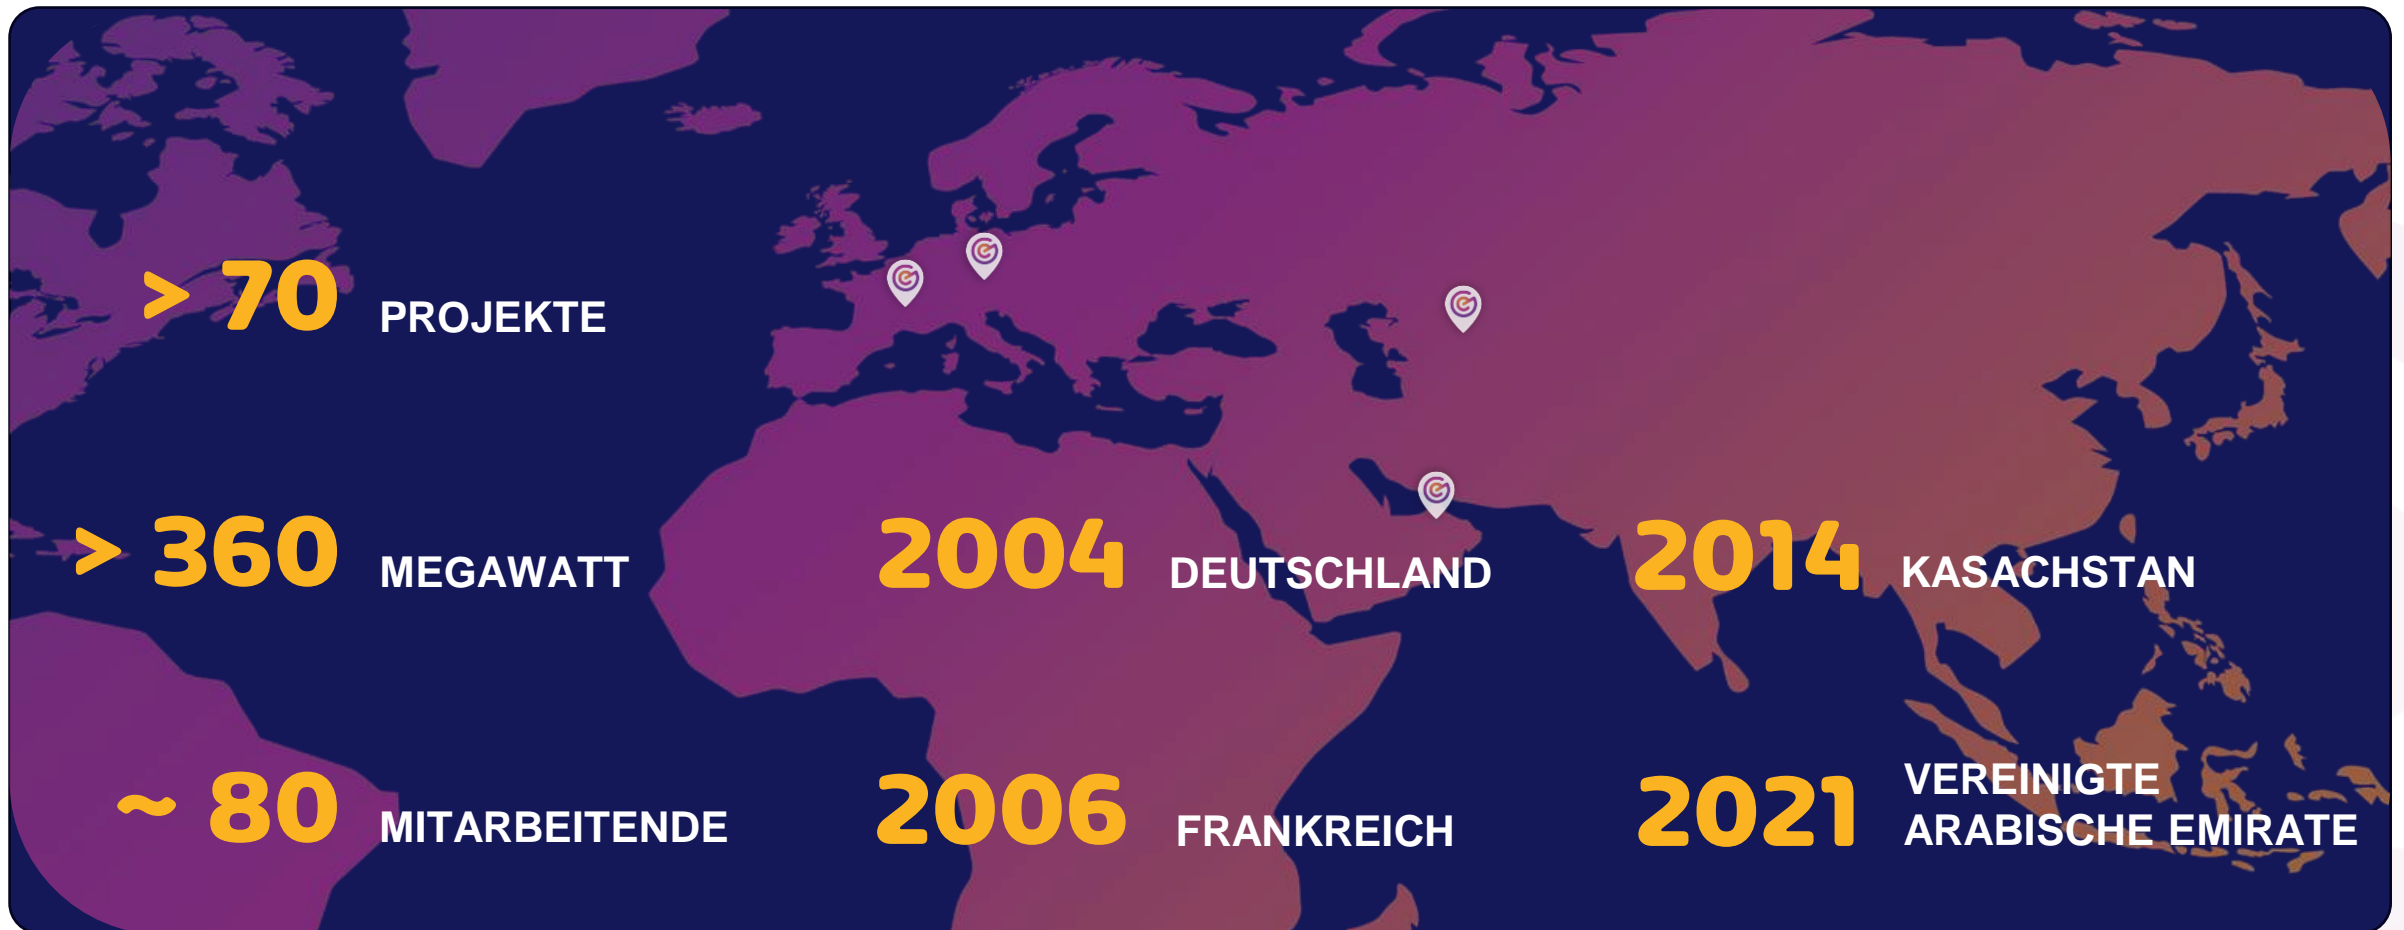 > 70 PROJEKTE
> 360 MEGAWATT
~ 80 MITARBEITENDE
2004 DEUTSCHLAND
2006 FRANKREICH
2014 KASACHSTAN
2021 VEREINIGTE
ARABISCHE EMIRATE